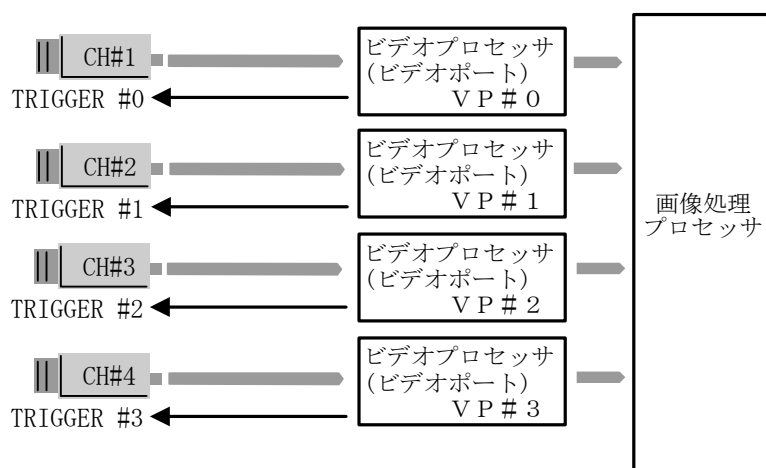 CH#1
ビデオプロセッサ
(ビデオポート)
ＶＰ＃０
TRIGGER #0
CH#2
ビデオプロセッサ
(ビデオポート)
ＶＰ＃１
TRIGGER #1
画像処理
プロセッサ
CH#3
ビデオプロセッサ
(ビデオポート)
ＶＰ＃２
TRIGGER #2
CH#4
ビデオプロセッサ
(ビデオポート)
ＶＰ＃３
TRIGGER #3